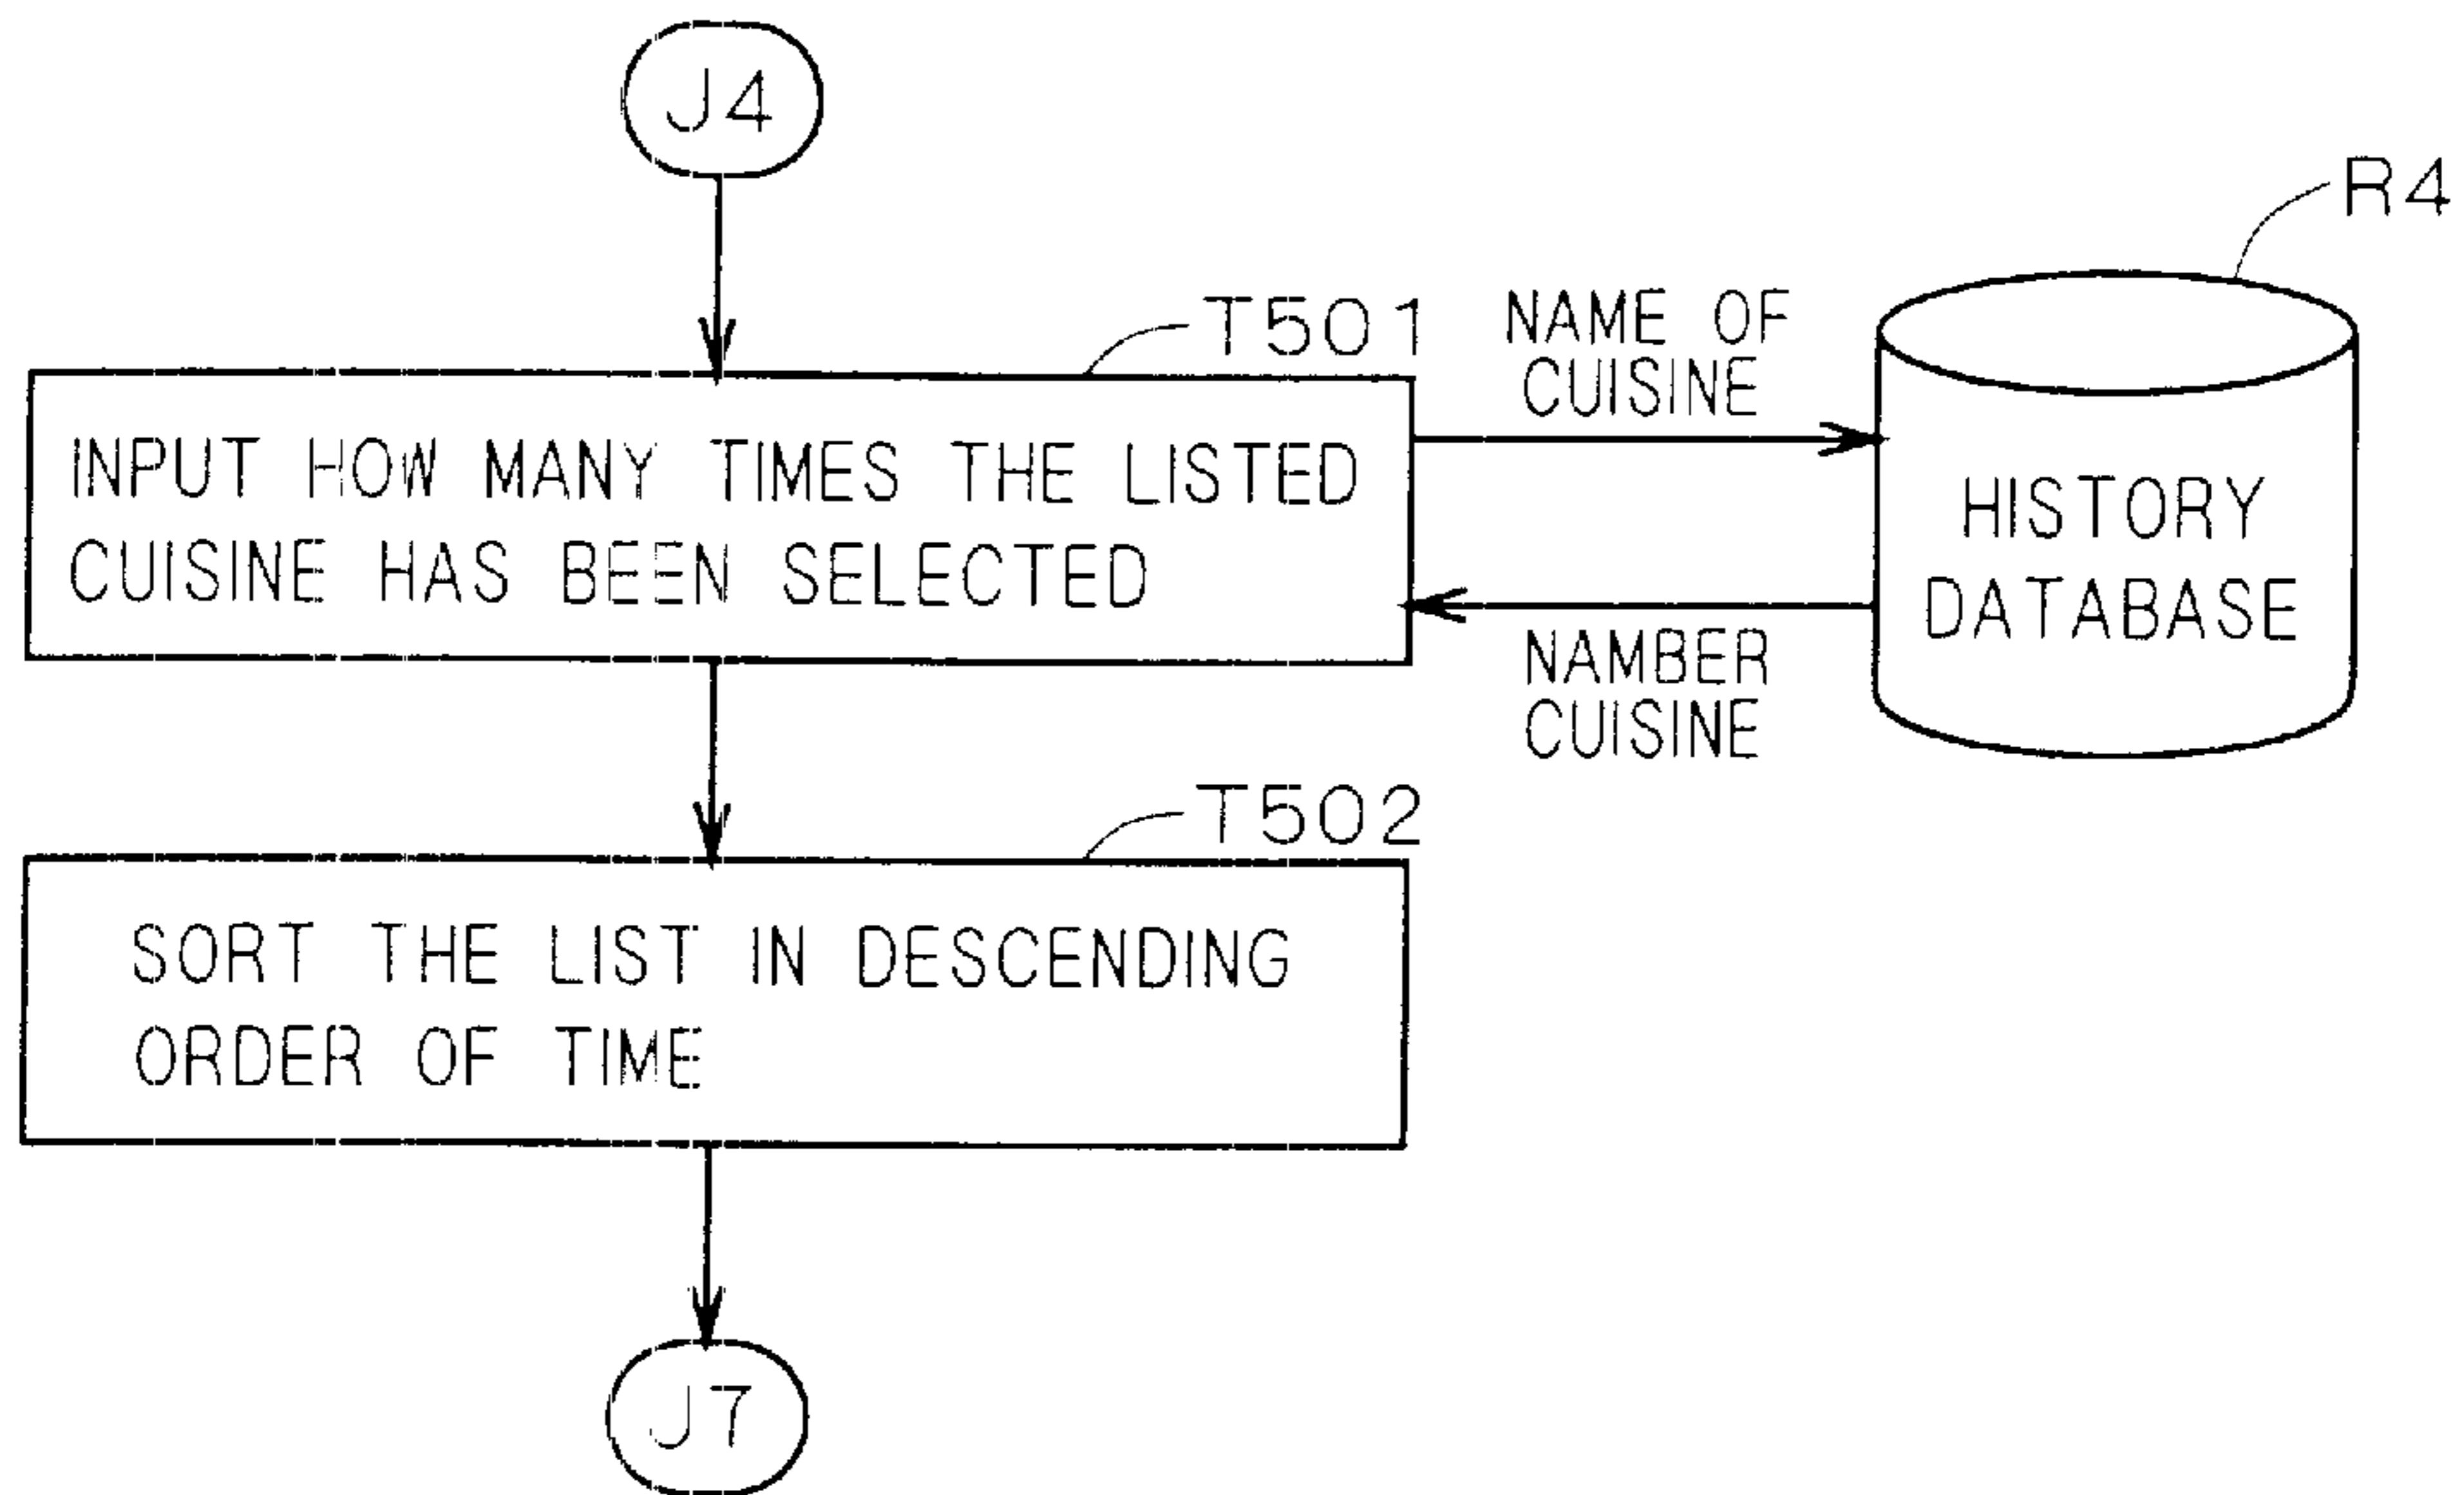 J4
R4
T501
NAME OF
CUISINE
INPUT HOW MANY TIMES THE LISTED
CUISINE HAS BEEN SELECTED
HISTORY
DATABASE
NAMBER
CUISINE
T502
SORT THE LIST IN DESCENDING
ORDER OF TIME
J7